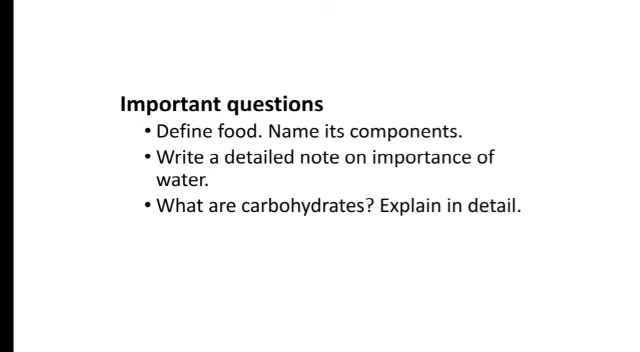 Important questions
• Define food. Name its components.
• Write a detailed note on importance of
water.
• What are carbohydrates? Explain in detail.